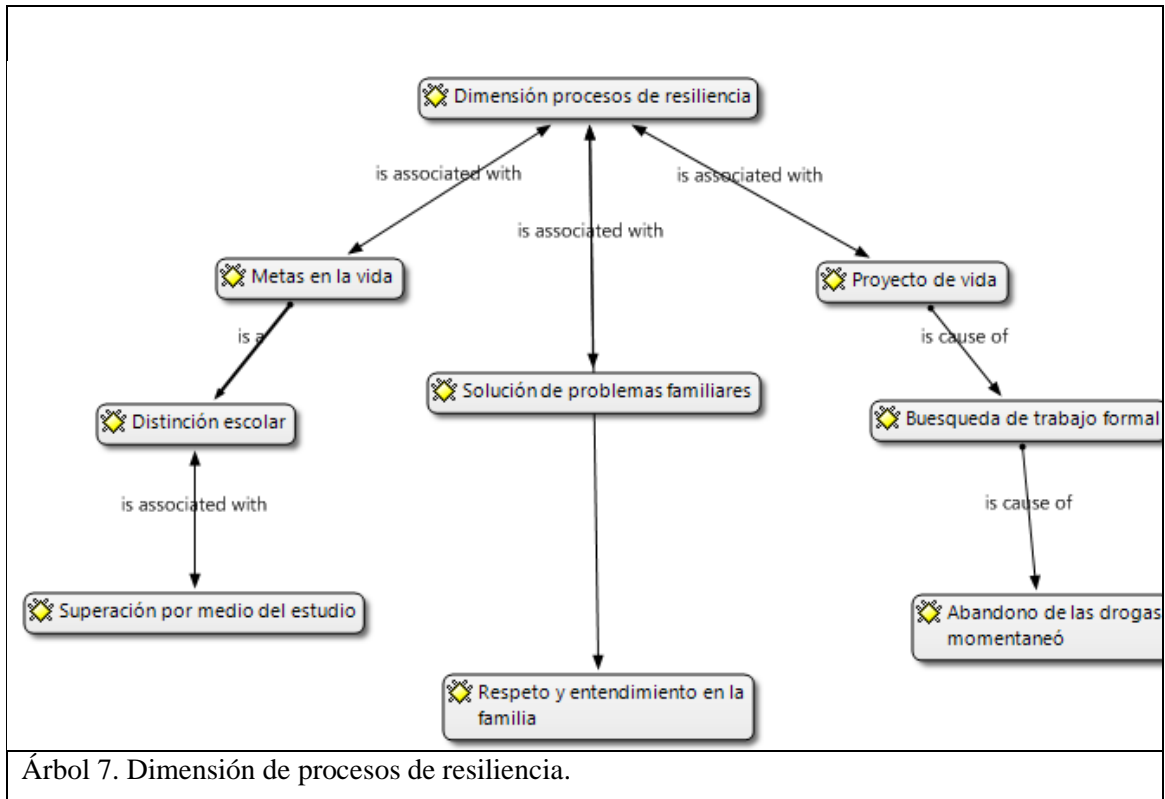 Dimensión procesos de resiliencia
is associated with
is associated with
is associated with
Metas en la vida
Proyecto de vida
is a
is cause of
Solución de problemas familiares
Distinción escolar
Buesqueda de trabajo formal
is associated with
is cause of
Superación por medio del estudio
Abandono de las drogas
momentaneó
Respeto y entendimiento en la
familia
Árbol 7. Dimensión de procesos de resiliencia.